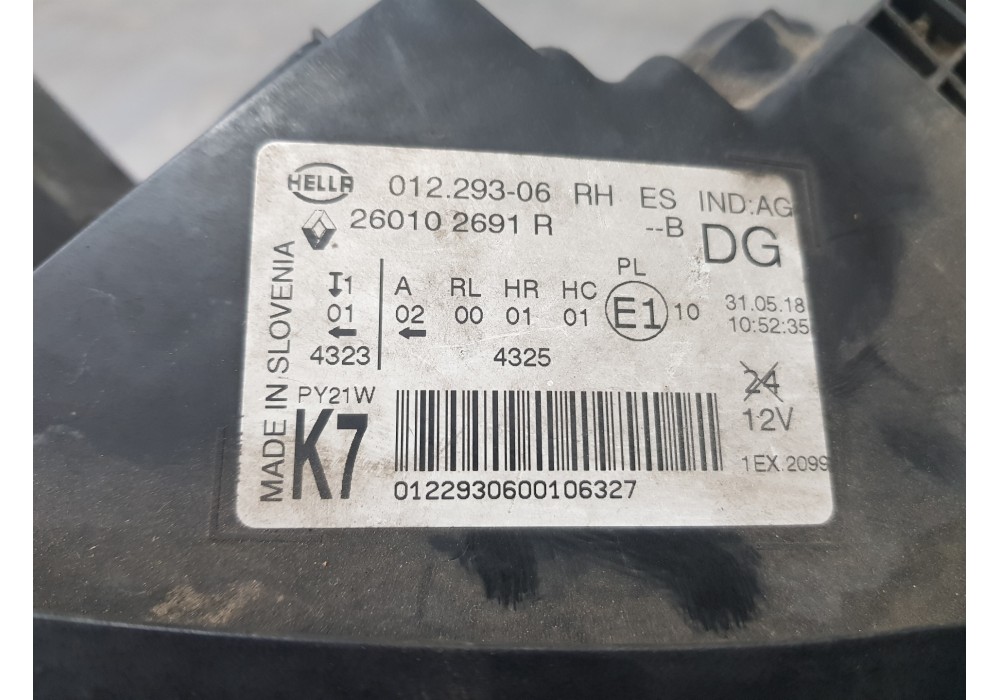 HELLA 012.293-06 RH ES IND:AG
260102691R --B DG
MADE IN SLOVENIA
1 A RL HR HC PL
01 02 00 01 01 E1 10 31.05.18
10:52:35
4323 4325
24
PY21W 12V
K7
1EX.2099
0122930600106327